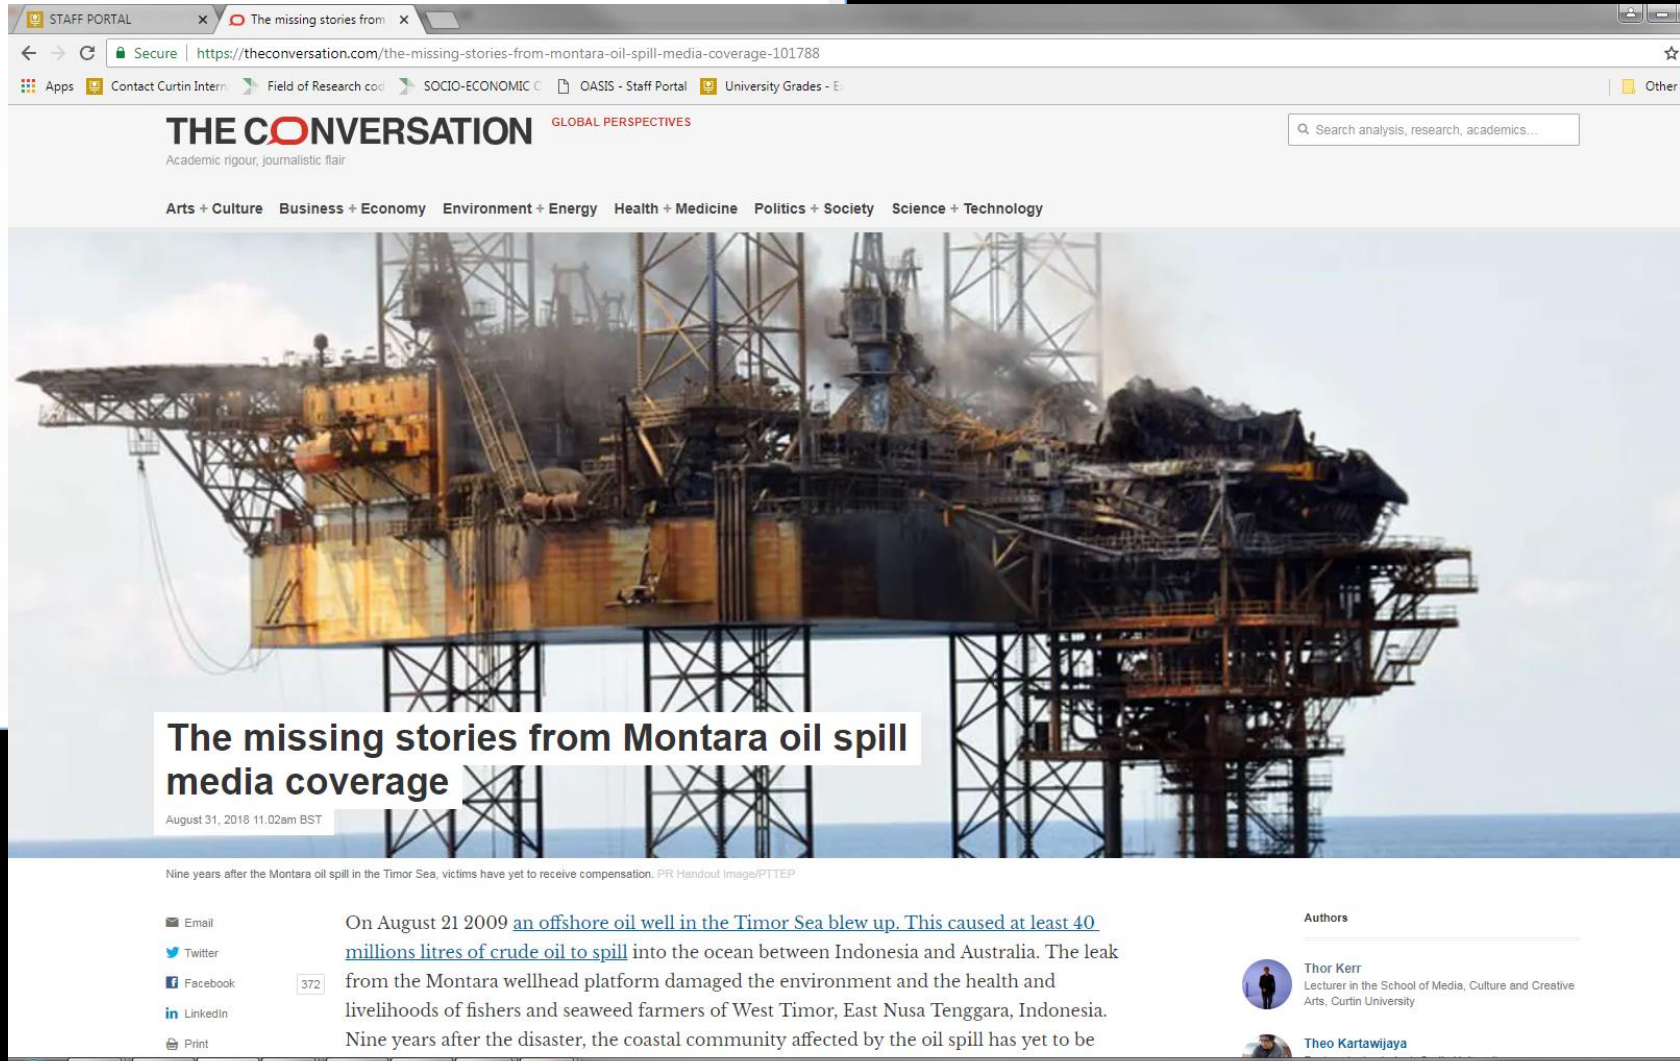 STAFF PORTAL
The missing stories from
Secure | https://theconversation.com/the-missing-stories-from-montara-oil-spill-media-coverage-101788
Apps Contact Curtin Intern Field of Research cod SOCIO-ECONOMIC C OASIS - Staff Portal University Grades - E Other
THE CONVERSATION GLOBAL PERSPECTIVES
Search analysis, research, academics...
Academic rigour, journalistic flair
Arts + Culture Business + Economy Environment + Energy Health + Medicine Politics + Society Science + Technology
The missing stories from Montara oil spill
media coverage
August 31, 2018 11.02am BST
Nine years after the Montara oil spill in the Timor Sea, victims have yet to receive compensation. PR Handout Image/PTTEP
Email
Twitter
Facebook 372
LinkedIn
Print
On August 21 2009 an offshore oil well in the Timor Sea blew up. This caused at least 40
millions litres of crude oil to spill into the ocean between Indonesia and Australia. The leak
from the Montara wellhead platform damaged the environment and the health and
livelihoods of fishers and seaweed farmers of West Timor, East Nusa Tenggara, Indonesia.
Nine years after the disaster, the coastal community affected by the oil spill has yet to be
Authors
Thor Kerr
Lecturer in the School of Media, Culture and Creative
Arts, Curtin University
Theo Kartawijaya